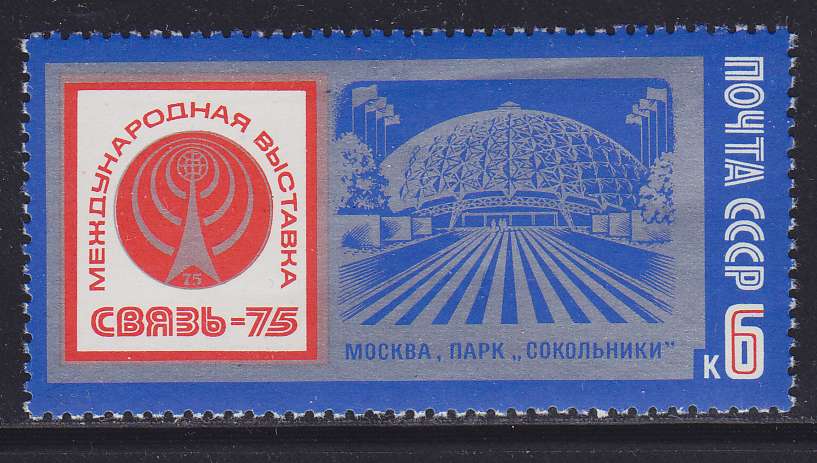 МЕЖДУНАРОДНАЯ ВЫСТАВКА
75
СВЯЗЬ-75
МОСКВА, ПАРК „СОКОЛЬНИКИ"
ПОЧТА СССР
6
К